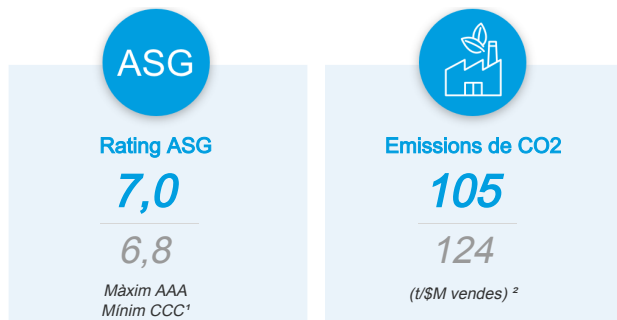 ASG
Rating ASG
7,0
6,8
Màxim AAA
Mínim CCC¹
Emissions de CO2
105
124
(t/$M vendes) ²